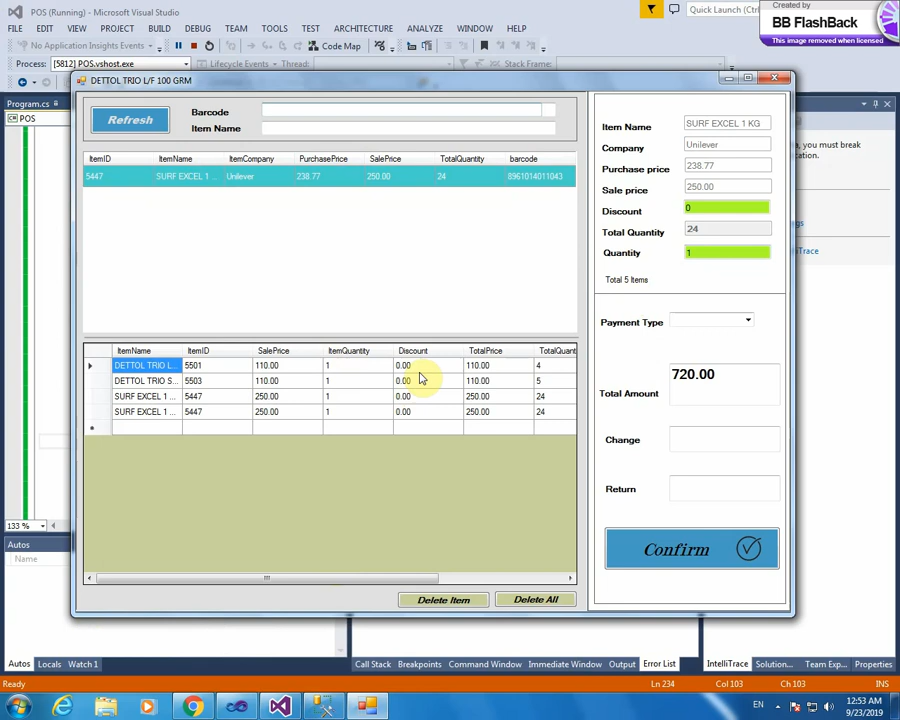 POS (Running) - Microsoft Visual Studio
Quick Launch (Ctrl
Created by
BB FlashBack
This image removed when licensed
FILE EDIT VIEW PROJECT BUILD DEBUG TEAM TOOLS TEST ARCHITECTURE ANALYZE WINDOW HELP
No Application Insights Events Code Map
Process: [5812] POS.vshost.exe Lifecycle Events Thread: Stack Frame:
Program.cs
POS
DETTOL TRIO L/F 100 GRM
Refresh
Barcode
Item Name
ItemID ItemName ItemCompany PurchasePrice SalePrice TotalQuantity barcode
5447 SURF EXCEL 1 ... Unilever 238.77 250.00 24 8961014011043
ItemName ItemID SalePrice ItemQuantity Discount TotalPrice TotalQuant
DETTOL TRIO L... 5501 110.00 1 0.00 110.00 4
DETTOL TRIO S... 5503 110.00 1 0.00 110.00 5
SURF EXCEL 1 ... 5447 250.00 1 0.00 250.00 24
SURF EXCEL 1 ... 5447 250.00 1 0.00 250.00 24
Delete Item Delete All
Item Name SURF EXCEL 1 KG
Company Unilever
Purchase price 238.77
Sale price 250.00
Discount 0
Total Quantity 24
Quantity 1
Total 5 Items
Payment Type
Total Amount 720.00
Change
Return
Confirm
a, you must break
cation.
gs
elliTrace
133 %
Autos
Name
Autos Locals Watch 1
Call Stack Breakpoints Command Window Immediate Window Output Error List
IntelliTrace Solution... Team Exp... Properties
Ready Ln 234 Col 103 Ch 103 INS
EN
12:53 AM
9/23/2019